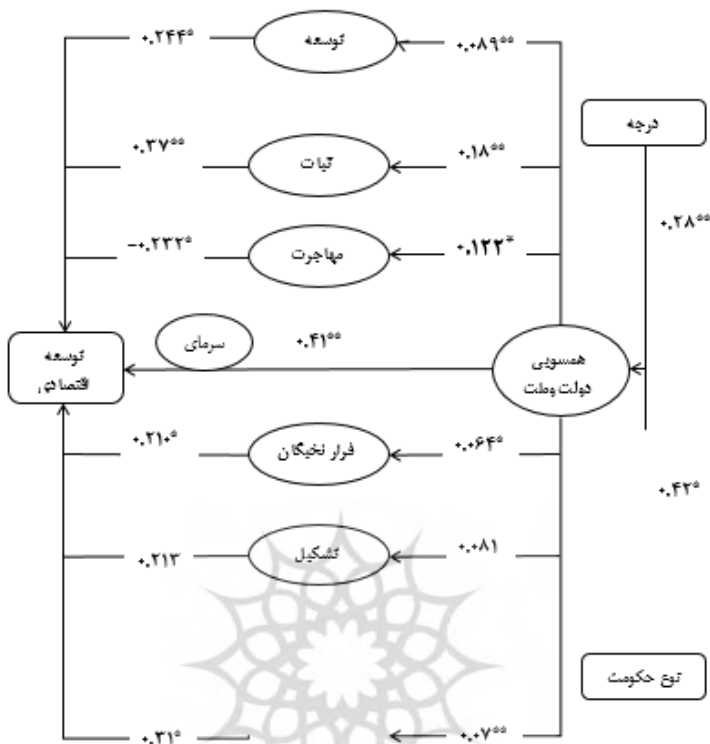 ۰.۲۴۴*
توسعه
۰.۰۸۹**
درجه
۰.۳۷**
ثبات
۰.۱۸**
۰.۲۸**
-۰.۲۳۲*
مهاجرت
۰.۱۲۲*
توسعه
اقتصادی
سرمای
۰.۴۱**
همسویی
دولت وملت
۰.۲۱۰*
فرار نخبگان
۰.۰۶۴*
۰.۴۲*
۰.۲۱۳
تشکیل
۰.۰۸۱
نوع حکومت
۰.۳۱*
۰.۰۷**